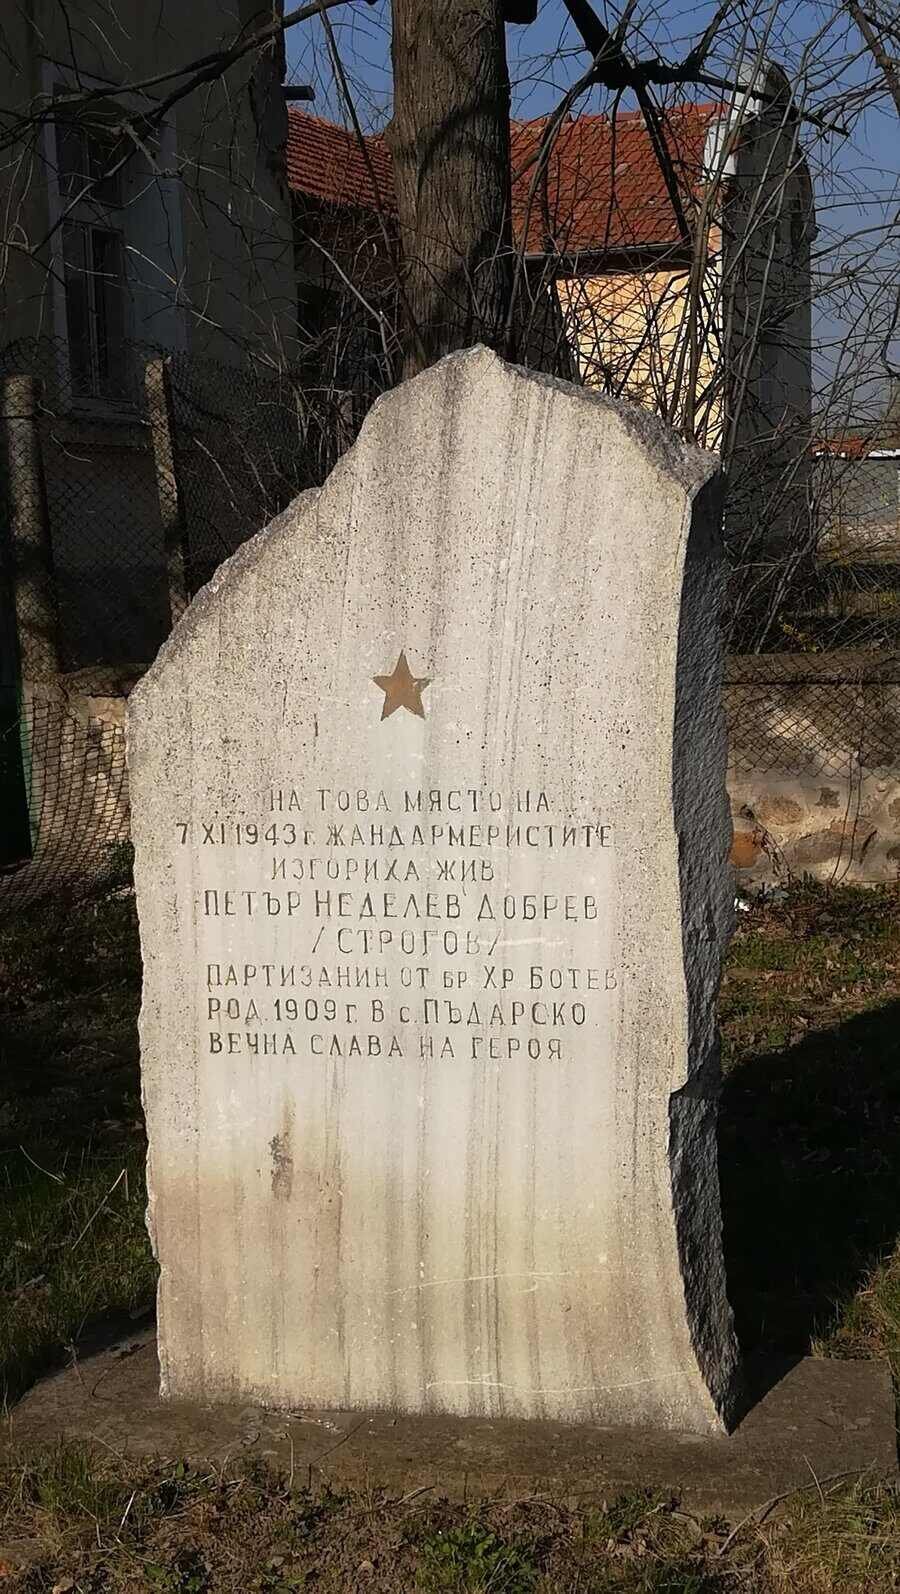 НА ТОВА МЯСТО НА
7 XI 1943 г. ЖАНДАРМЕРИСТИТЕ
ИЗГОРИХА ЖИВ
ПЕТЪР НЕДЕЛЕВ ДОБРЕВ
/СТРОГОВ/
ПАРТИЗАНИН ОТ бр ХР БОТЕВ
РОД. 1909 г. В с. ПЪДАРСКО
ВЕЧНА СЛАВА НА ГЕРОЯ